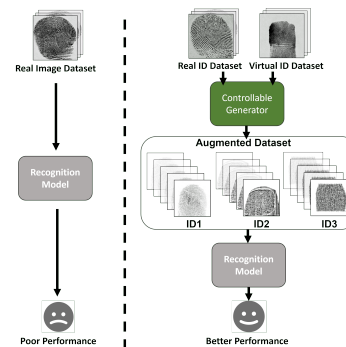 Real Image Dataset
Recognition
Model
Poor Performance
Real ID Dataset Virtual ID Dataset
Controllable
Generator
Augmented Dataset
ID1 ID2 ID3
Recognition
Model
Better Performance